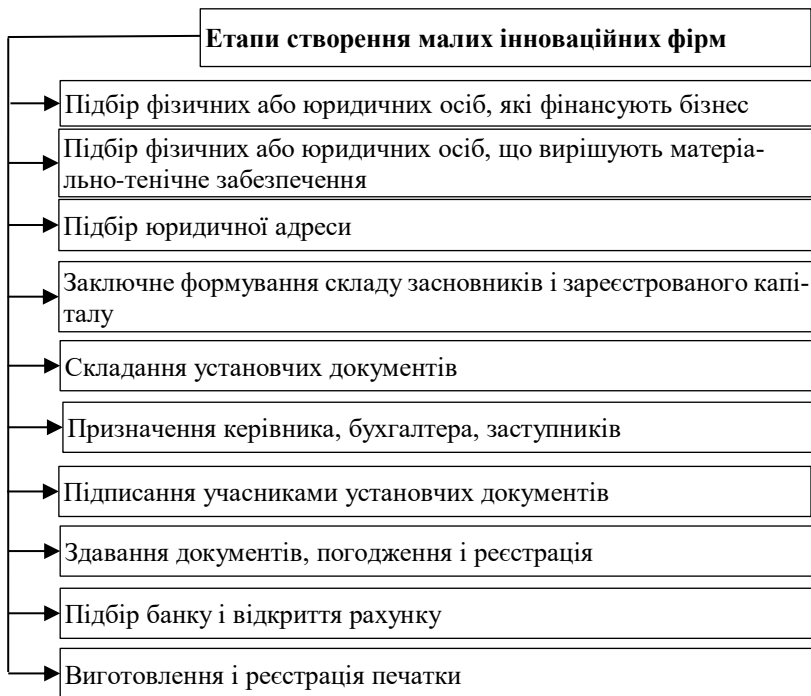 Етапи створення малих інноваційних фірм
Підбір фізичних або юридичних осіб, які фінансують бізнес
Підбір фізичних або юридичних осіб, що вирішують матеріа-
льно-тенічне забезпечення
Підбір юридичної адреси
Заключне формування складу засновників і зареєстрованого капі-
талу
Складання установчих документів
Призначення керівника, бухгалтера, заступників
Підписання учасниками установчих документів
Здавання документів, погодження і реєстрація
Підбір банку і відкриття рахунку
Виготовлення і реєстрація печатки